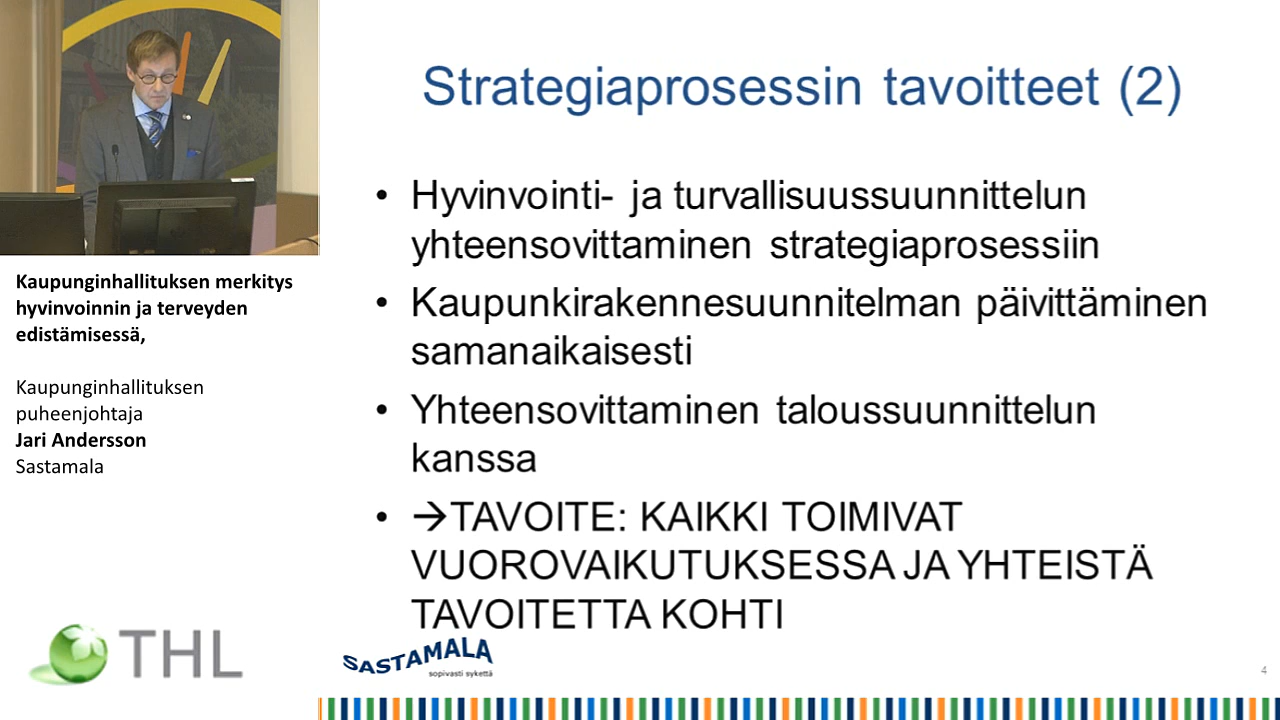 Strategiaprosessin tavoitteet (2)
• Hyvinvointi- ja turvallisuussuunnittelun
yhteensovittaminen strategiaprosessiin
• Kaupunkirakennesuunnitelman päivittäminen
samanaikaisesti
• Yhteensovittaminen taloussuunnittelun
kanssa
• →TAVOITE: KAIKKI TOIMIVAT
VUOROVAIKUTUKSESSA JA YHTEISTÄ
TAVOITETTA KOHTI
Kaupunginhallituksen merkitys
hyvinvoinnin ja terveyden
edistämisessä,
Kaupunginhallituksen
puheenjohtaja
Jari Andersson
Sastamala
THL
SASTAMALA
sopivasti sykettä
4